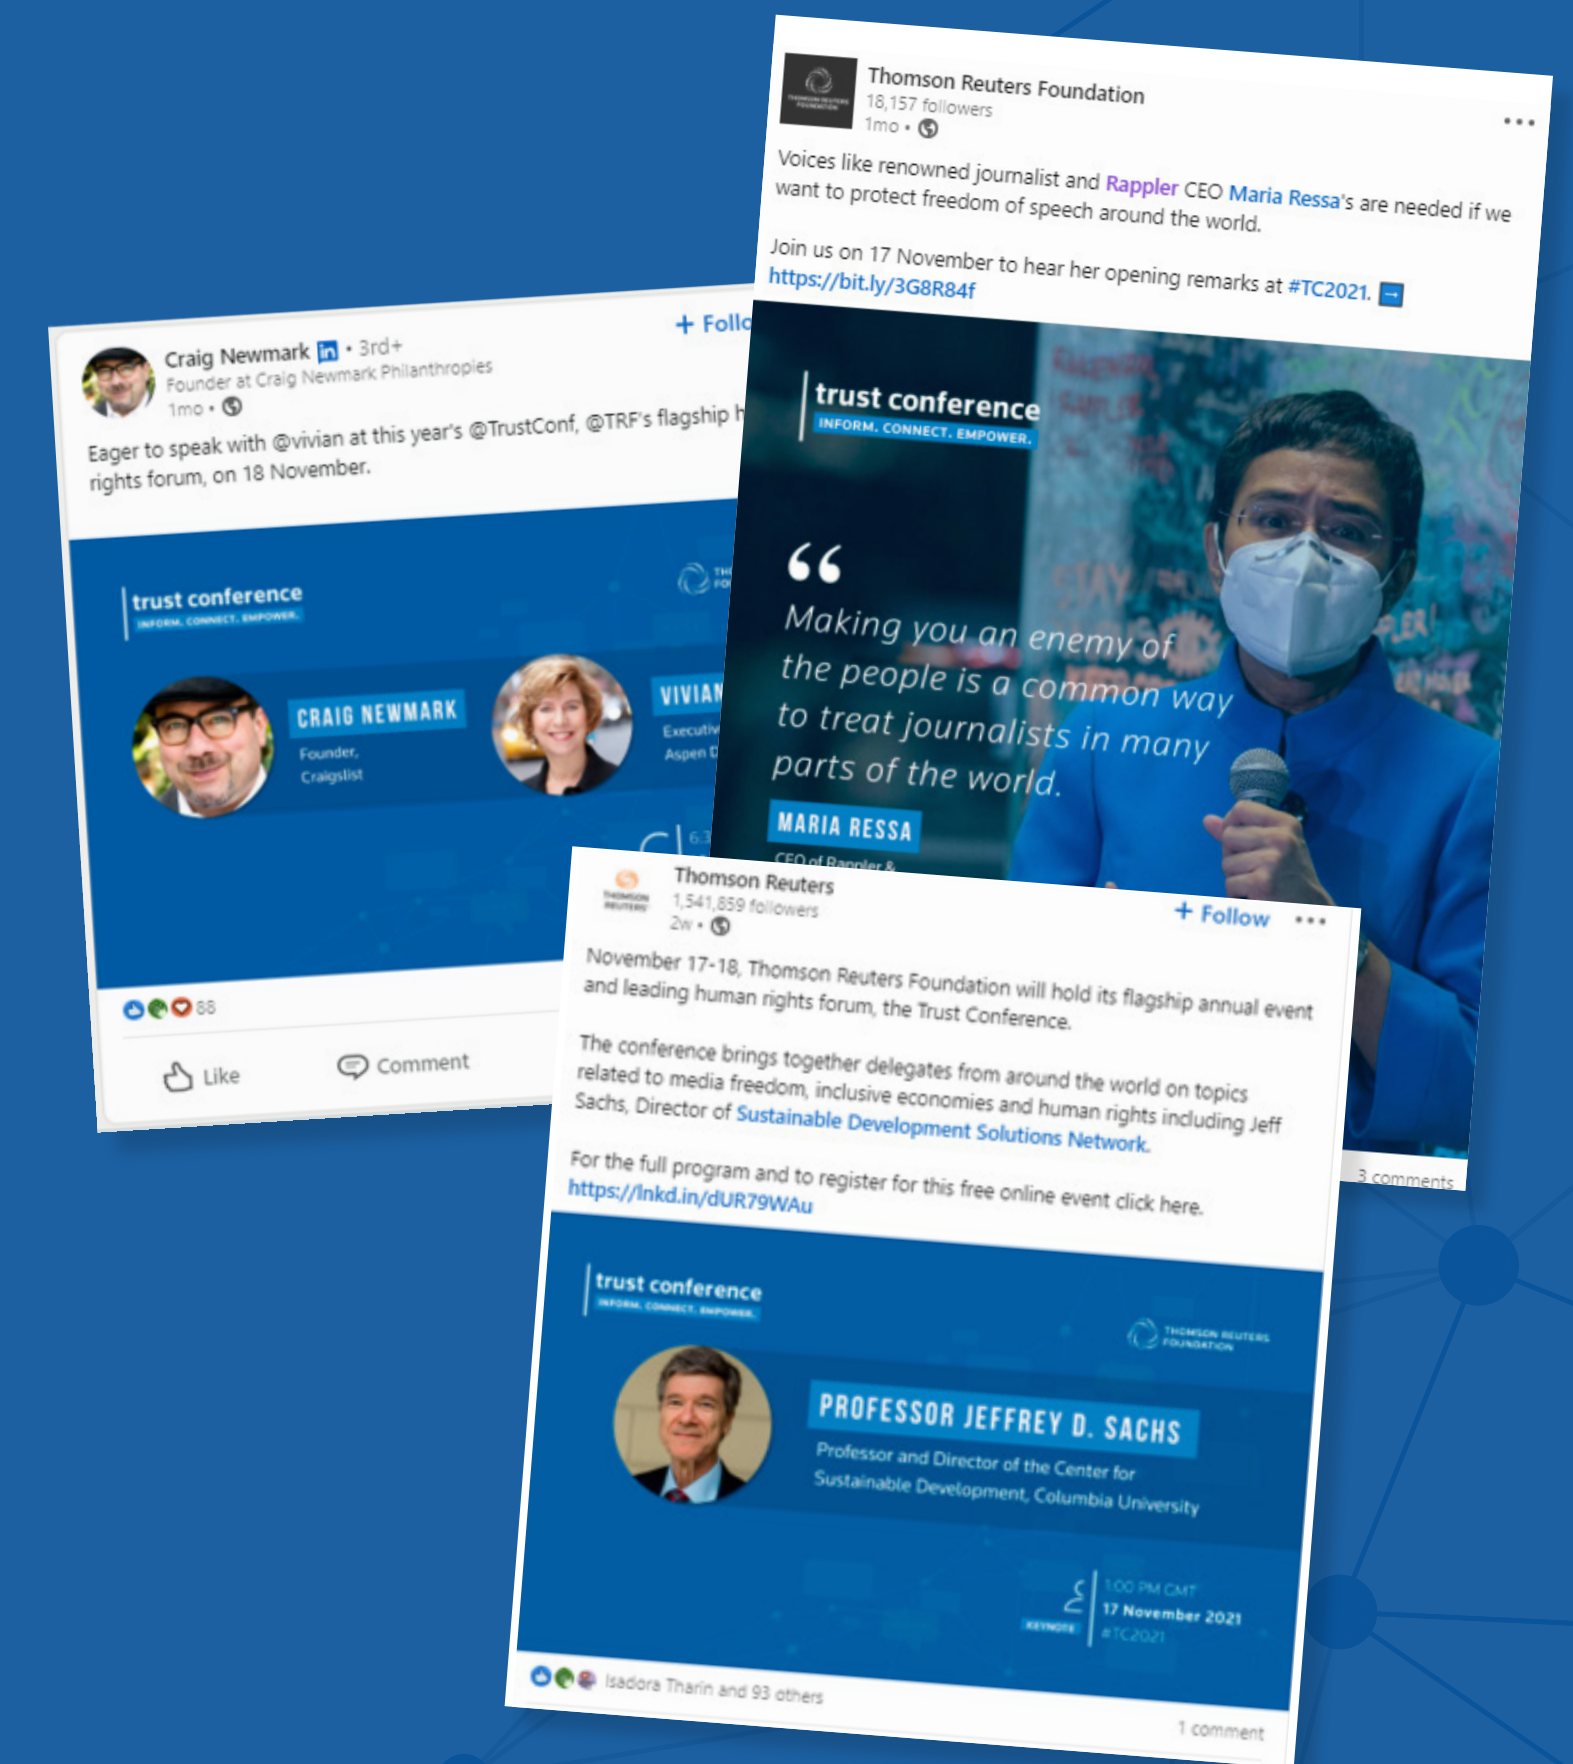 Thomson Reuters Foundation
18,157 followers
1mo •
Voices like renowned journalist and Rappler CEO Maria Ressa's are needed if we
want to protect freedom of speech around the world.
Join us on 17 November to hear her opening remarks at #TC2021.
https://bit.ly/3G8R84f
trust conference
INFORM. CONNECT. EMPOWER.
“
Making you an enemy of
the people is a common way
to treat journalists in many
parts of the world.
MARIA RESSA
CEO of Rappler &
3 comments
Craig Newmark in • 3rd+
+ Follo
Founder at Craig Newmark Philanthropies
1mo •
Eager to speak with @vivian at this year's @TrustConf, @TRF's flagship h
rights forum, on 18 November.
trust conference
INFORM. CONNECT. EMPOWER.
CRAIG NEWMARK
Founder,
Craigslist
VIVIAN
Executiv
Aspen D
6:3
88
Like
Comment
THOMSON
REUTERS
Thomson Reuters
1,541,859 followers
2w •
+ Follow
November 17-18, Thomson Reuters Foundation will hold its flagship annual event
and leading human rights forum, the Trust Conference.
The conference brings together delegates from around the world on topics
related to media freedom, inclusive economies and human rights including Jeff
Sachs, Director of Sustainable Development Solutions Network.
For the full program and to register for this free online event click here.
https://lnkd.in/dUR79WAu
trust conference
INFORM. CONNECT. EMPOWER.
THOMSON REUTERS
FOUNDATION
PROFESSOR JEFFREY D. SACHS
Professor and Director of the Center for
Sustainable Development, Columbia University
KEYNOTE
1:00 PM GMT
17 November 2021
#TC2021
Isadora Tharin and 93 others
1 comment